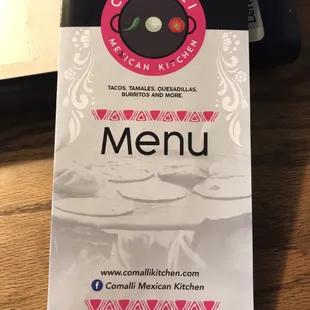 MEXICAN KITCHEN
TACOS, TAMALES, QUESADILLAS,
BURRITOS AND MORE.
Menu
www.comallikitchen.com
Comalli Mexican Kitchen